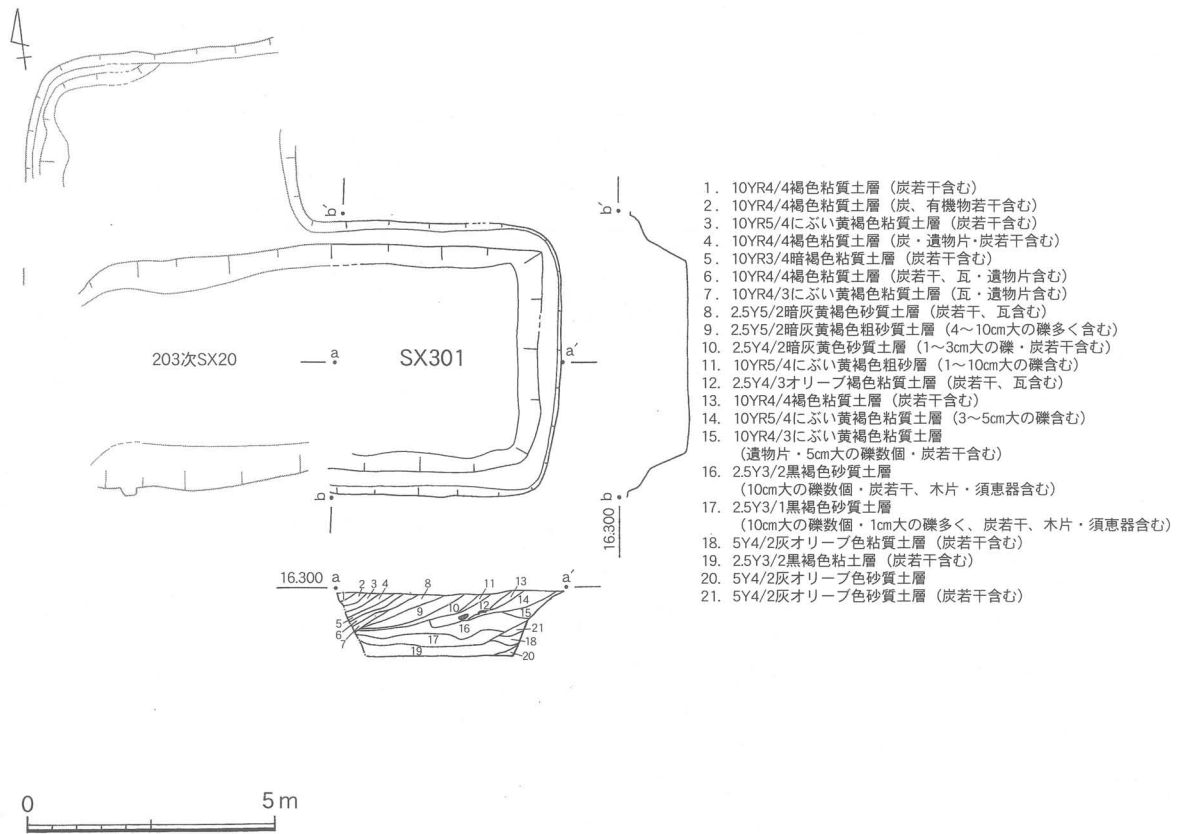 b′
b′
1. 10YR4/4褐色粘質土層（炭若干含む）
2. 10YR4/4褐色粘質土層（炭、有機物若干含む）
3. 10YR5/4にぶい黄褐色粘質土層（炭若干含む）
4. 10YR4/4褐色粘質土層（炭・遺物片・炭若干含む）
5. 10YR3/4暗褐色粘質土層（炭若干含む）
6. 10YR4/4褐色粘質土層（炭若干、瓦・遺物片含む）
7. 10YR4/3にぶい黄褐色粘質土層（瓦・遺物片含む）
8. 2.5Y5/2暗灰黄褐色砂質土層（炭若干、瓦含む）
9. 2.5Y5/2暗灰黄褐色粗砂質土層（4〜10cm大の礫多く含む）
10. 2.5Y4/2暗灰黄色砂質土層（1〜3cm大の礫・炭若干含む）
11. 10YR5/4にぶい黄褐色粗砂層（1〜10cm大の礫含む）
12. 2.5Y4/3オリーブ褐色粘質土層（炭若干、瓦含む）
13. 10YR4/4褐色粘質土層（炭若干含む）
14. 10YR5/4にぶい黄褐色粘質土層（3〜5cm大の礫含む）
15. 10YR4/3にぶい黄褐色粘質土層
（遺物片・5cm大の礫数個・炭若干含む）
16. 2.5Y3/2黒褐色砂質土層
（10cm大の礫数個・炭若干、木片・須恵器含む）
17. 2.5Y3/1黒褐色砂質土層
（10cm大の礫数個・1cm大の礫多く、炭若干、木片・須恵器含む）
18. 5Y4/2灰オリーブ色粘質土層（炭若干含む）
19. 2.5Y3/2黒褐色粘土層（炭若干含む）
20. 5Y4/2灰オリーブ色砂質土層
21. 5Y4/2灰オリーブ色砂質土層（炭若干含む）
203次SX20
a
SX301
a′
b
b
16.300
16.300
a
a′
2 3 4 8 11 13
9 10 12 14
5 15
6 16 21
7 17 18
19 20
0 5m